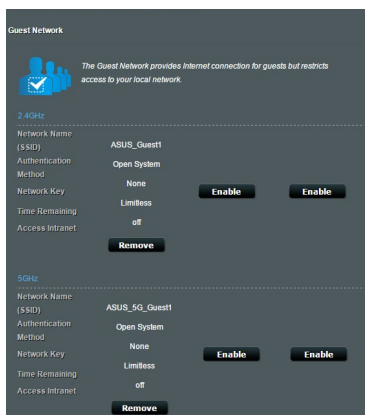 Guest Network
The Guest Network provides Internet connection for guests but restricts
access to your local network.
2.4GHz
Network Name
(SSID)
ASUS_Guest1
Authentication
Method
Open System
Network Key
None
Enable
Enable
Time Remaining
Limitless
Access Intranet
off
Remove
5GHz
Network Name
(SSID)
ASUS_5G_Guest1
Authentication
Method
Open System
Network Key
None
Enable
Enable
Time Remaining
Limitless
Access Intranet
off
Remove